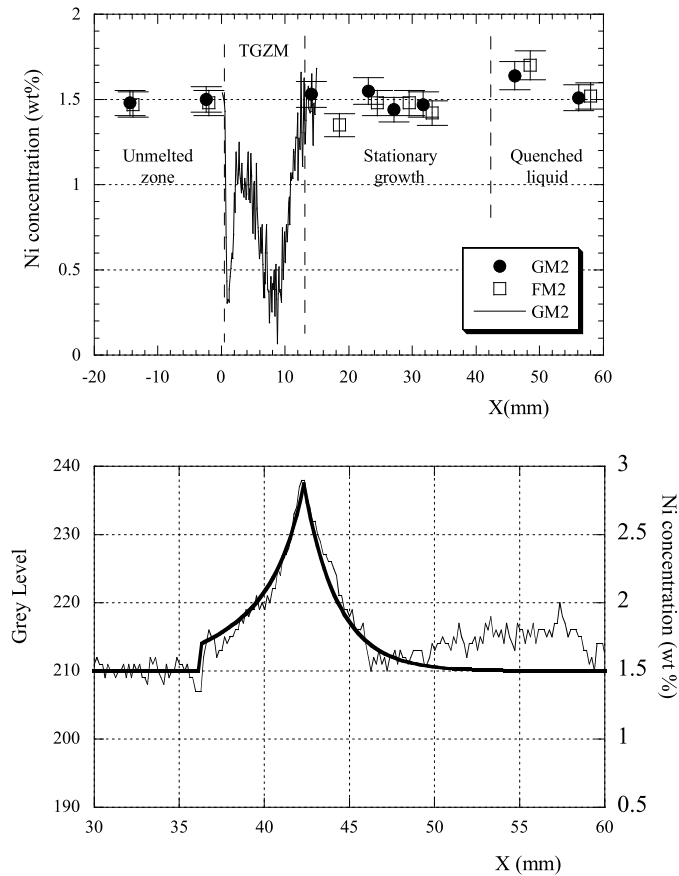 2
1.5
1
0.5
0
Ni concentration (wt%)
TGZM
Unmelted
zone
Stationary
growth
Quenched
liquid
GM2
FM2
GM2
-20 -10 0 10 20 30 40 50 60
X(mm)
240
230
220
210
200
190
Grey Level
3
2.5
2
1.5
1
0.5
Ni concentration (wt %)
30 35 40 45 50 55 60
X (mm)